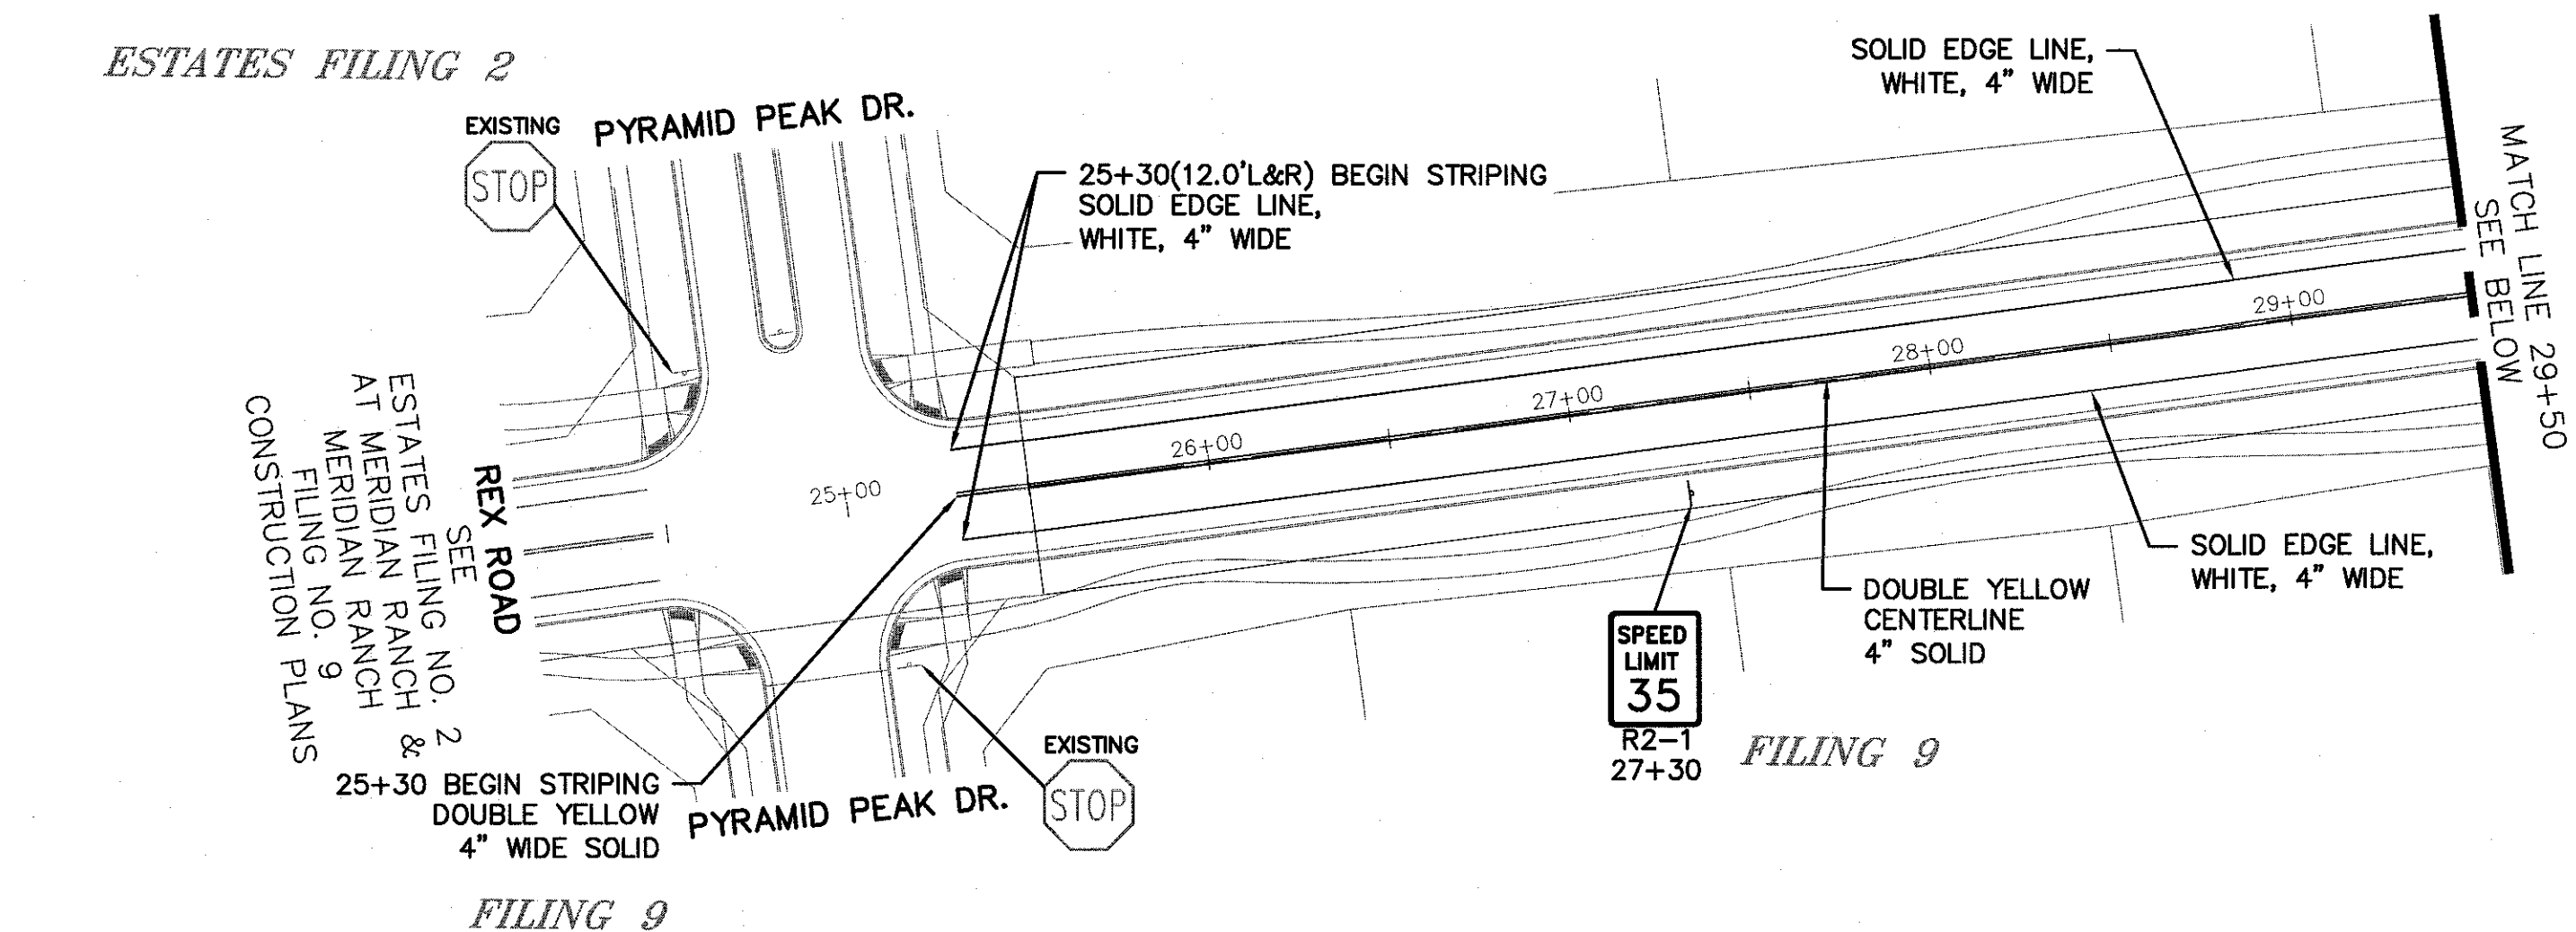 ESTATES FILING 2
EXISTING
STOP
PYRAMID PEAK DR.
25+30(12.0'L&R) BEGIN STRIPING
SOLID EDGE LINE,
WHITE, 4" WIDE
SOLID EDGE LINE,
WHITE, 4" WIDE
MATCH LINE 29+50
SEE BELOW
25+00
26+00
27+00
28+00
29+00
REX ROAD
SEE
ESTATES FILING NO. 2
AT MERIDIAN RANCH &
MERIDIAN RANCH
FILING NO. 9
CONSTRUCTION PLANS
25+30 BEGIN STRIPING
DOUBLE YELLOW
4" WIDE SOLID
PYRAMID PEAK DR.
EXISTING
STOP
SPEED
LIMIT
35
R2-1
27+30
DOUBLE YELLOW
CENTERLINE
4" SOLID
SOLID EDGE LINE,
WHITE, 4" WIDE
FILING 9
FILING 9